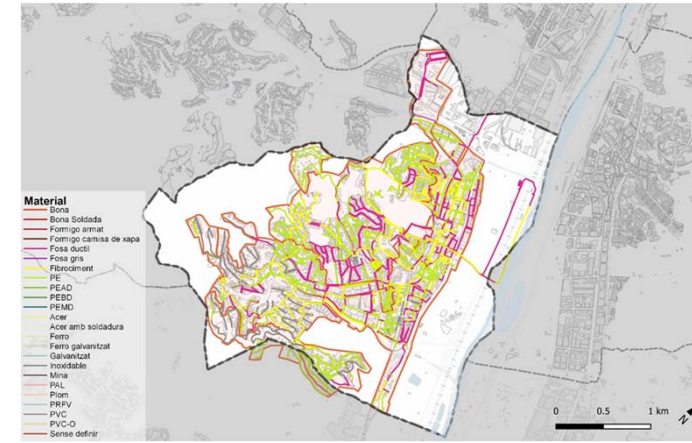 Material
Bona
Bona Soldada
Formigo armat
Formigo camisa de xapa
Fosa ductil
Fosa gris
Fibrociment
PE
PEAD
PEBD
PEMD
Acer
Acer amb soldadura
Ferro
Ferro galvanitzat
Galvanitzat
Inoxidable
Mina
PAL
Plom
PRFV
PVC
PVC-O
Sense definir
0 0.5 1 km
N